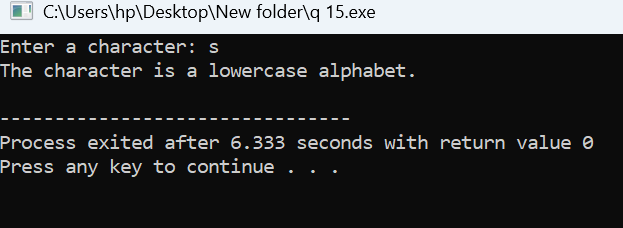 C:\Users\hp\Desktop\New folder\q 15.exe
Enter a character: s
The character is a lowercase alphabet.
--------------------------------
Process exited after 6.333 seconds with return value 0
Press any key to continue . . .